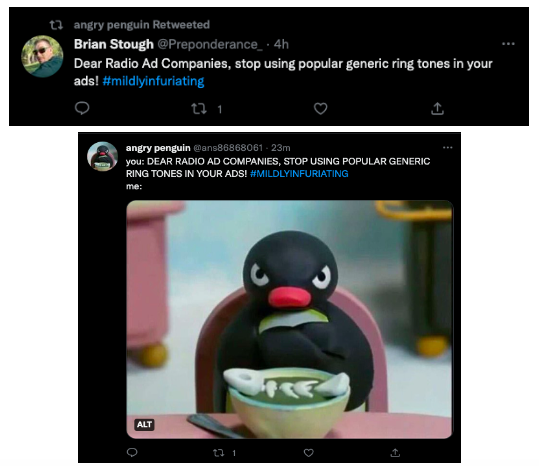 angry penguin Retweeted
Brian Stough @Preponderance_ · 4h
Dear Radio Ad Companies, stop using popular generic ring tones in your
ads! #mildlyinfuriating
1
angry penguin @ans86868061 · 23m
you: DEAR RADIO AD COMPANIES, STOP USING POPULAR GENERIC
RING TONES IN YOUR ADS! #MILDLYINFURIATING
me:
ALT
1